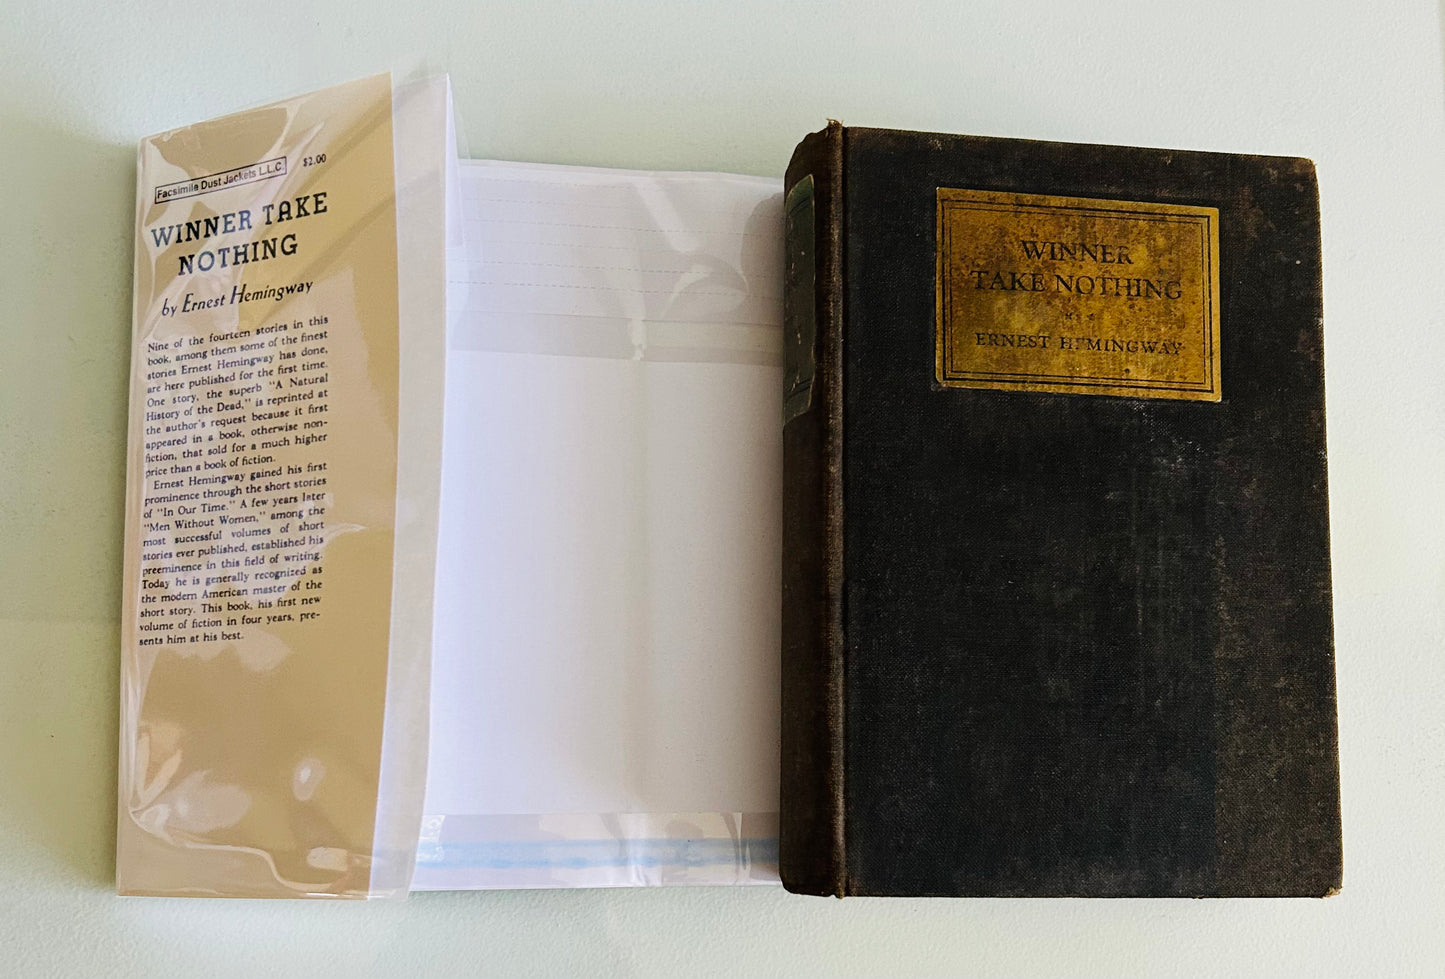 Facsimile Dust Jackets L.L.C. $2.00
WINNER TAKE
NOTHING
by Ernest Hemingway
Nine of the fourteen stories in this
book, among them some of the finest
stories Ernest Hemingway has done,
are here published for the first time.
One story, the superb "A Natural
History of the Dead," is reprinted at
the author's request because it first
appeared in a book, otherwise non-
fiction, that sold for a much higher
price than a book of fiction.
Ernest Hemingway gained his first
prominence through the short stories
of "In Our Time." A few years later
"Men Without Women," among the
most successful volumes of short
stories ever published, established his
preeminence in this field of writing.
Today he is generally recognized as
the modern American master of the
short story. This book, his first new
volume of fiction in four years, pre-
sents him at his best.
WINNER
TAKE NOTHING
ERNEST HEMINGWAY